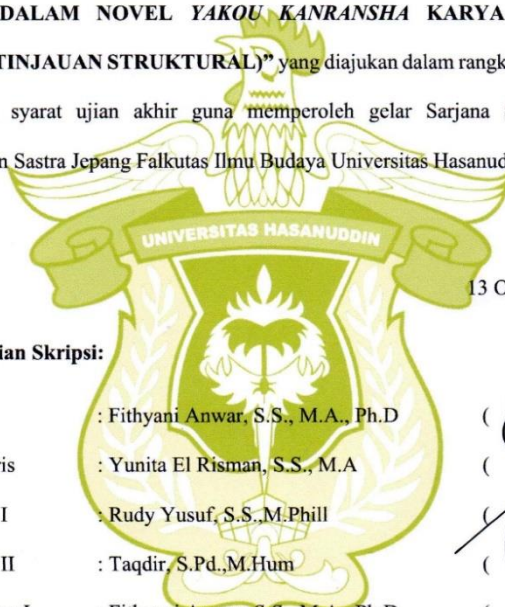 DALAM NOVEL YAKOU KANRANSHA KARYA
TINJAUAN STRUKTURAL)” yang diajukan dalam rangk
syarat ujian akhir guna memperoleh gelar Sarjana
n Sastra Jepang Falkutas Ilmu Budaya Universitas Hasanud
UNIVERSITAS HASANUDDIN
13 O
ian Skripsi:
: Fithyani Anwar, S.S., M.A., Ph.D (
ris : Yunita El Risman, S.S., M.A (
I : Rudy Yusuf, S.S.,M.Phill (
II : Taqdir, S.Pd.,M.Hum (